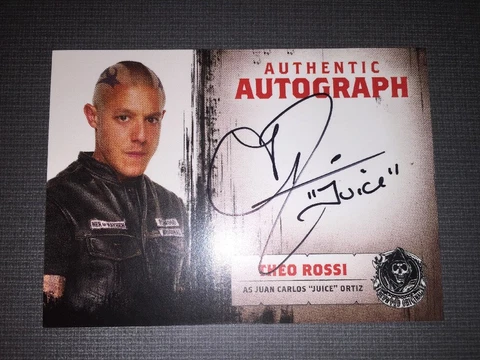 AUTHENTIC
AUTOGRAPH
"Juice"
THEO ROSSI
AS JUAN CARLOS "JUICE" ORTIZ